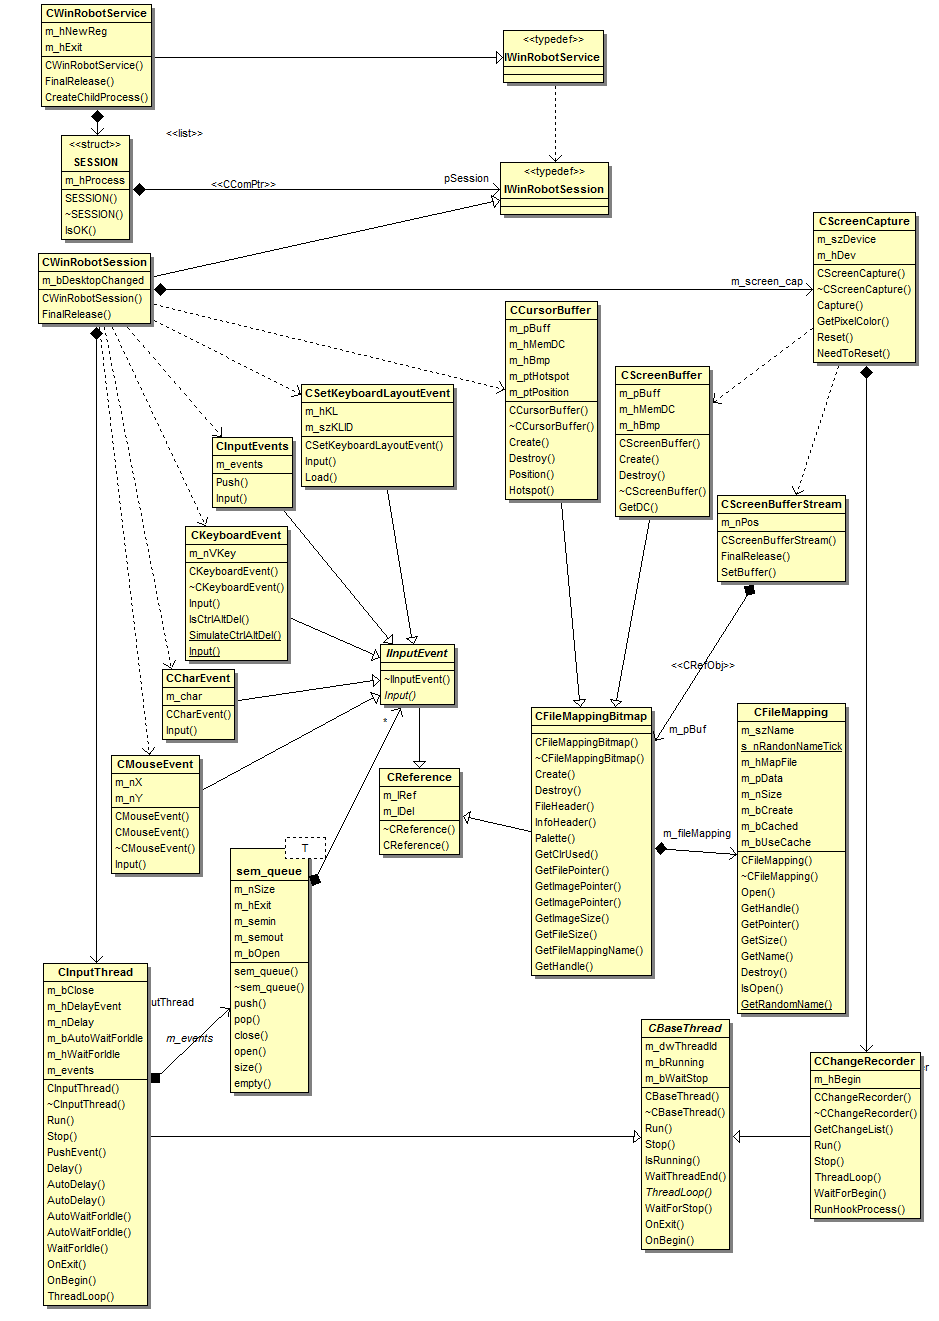 CWinRobotService
m_hNewReg
m_hExit
CWinRobotService()
FinalRelease()
CreateChildProcess()
<<typedef>>
IWinRobotService
<<list>>
<<struct>>
SESSION
m_hProcess
SESSION()
~SESSION()
IsOK()
<<CComPtr>>
pSession
<<typedef>>
IWinRobotSession
CWinRobotSession
m_bDesktopChanged
CWinRobotSession()
FinalRelease()
m_screen_cap
CScreenCapture
m_szDevice
m_hDev
CScreenCapture()
~CScreenCapture()
Capture()
GetPixelColor()
Reset()
NeedToReset()
CCursorBuffer
m_pBuff
m_hMemDC
m_hBmp
m_ptHotspot
m_ptPosition
CCursorBuffer()
~CCursorBuffer()
Create()
Destroy()
Position()
Hotspot()
CScreenBuffer
m_pBuff
m_hMemDC
m_hBmp
CScreenBuffer()
Create()
Destroy()
~CScreenBuffer()
GetDC()
CSetKeyboardLayoutEvent
m_hKL
m_szKLID
CSetKeyboardLayoutEvent()
Input()
Load()
CInputEvents
m_events
Push()
Input()
CScreenBufferStream
m_nPos
CScreenBufferStream()
FinalRelease()
SetBuffer()
CKeyboardEvent
m_nVKey
CKeyboardEvent()
~CKeyboardEvent()
Input()
IsCtrlAltDel()
SimulateCtrlAltDel()
Input()
IInputEvent
~IInputEvent()
Input()
*
<<CRefObj>>
m_pBuf
CCharEvent
m_char
CCharEvent()
Input()
CMouseEvent
m_nX
m_nY
CMouseEvent()
CMouseEvent()
~CMouseEvent()
Input()
CReference
m_lRef
m_lDel
~CReference()
CReference()
CFileMappingBitmap
CFileMappingBitmap()
~CFileMappingBitmap()
Create()
Destroy()
FileHeader()
InfoHeader()
Palette()
GetClrUsed()
GetFilePointer()
GetImagePointer()
GetImagePointer()
GetImageSize()
GetFileSize()
GetFileMappingName()
GetHandle()
m_fileMapping
CFileMapping
m_szName
s_nRandonNameTick
m_hMapFile
m_pData
m_nSize
m_bCreate
m_bCached
m_bUseCache
CFileMapping()
~CFileMapping()
Open()
GetHandle()
GetPointer()
GetSize()
GetName()
Destroy()
IsOpen()
GetRandomName()
T
sem_queue
m_nSize
m_hExit
m_semin
m_semout
m_bOpen
sem_queue()
~sem_queue()
push()
pop()
close()
open()
size()
empty()
CInputThread
m_bClose
m_hDelayEvent
m_nDelay
m_bAutoWaitForIdle
m_hWaitForIdle
m_events
CInputThread()
~CInputThread()
Run()
Stop()
PushEvent()
Delay()
AutoDelay()
AutoDelay()
AutoWaitForIdle()
AutoWaitForIdle()
WaitForIdle()
OnExit()
OnBegin()
ThreadLoop()
utThread
m_events
CBaseThread
m_dwThreadId
m_bRunning
m_bWaitStop
CBaseThread()
~CBaseThread()
Run()
Stop()
IsRunning()
WaitThreadEnd()
ThreadLoop()
WaitForStop()
OnExit()
OnBegin()
CChangeRecorder
m_hBegin
CChangeRecorder()
~CChangeRecorder()
GetChangeList()
Run()
Stop()
ThreadLoop()
WaitForBegin()
RunHookProcess()
er